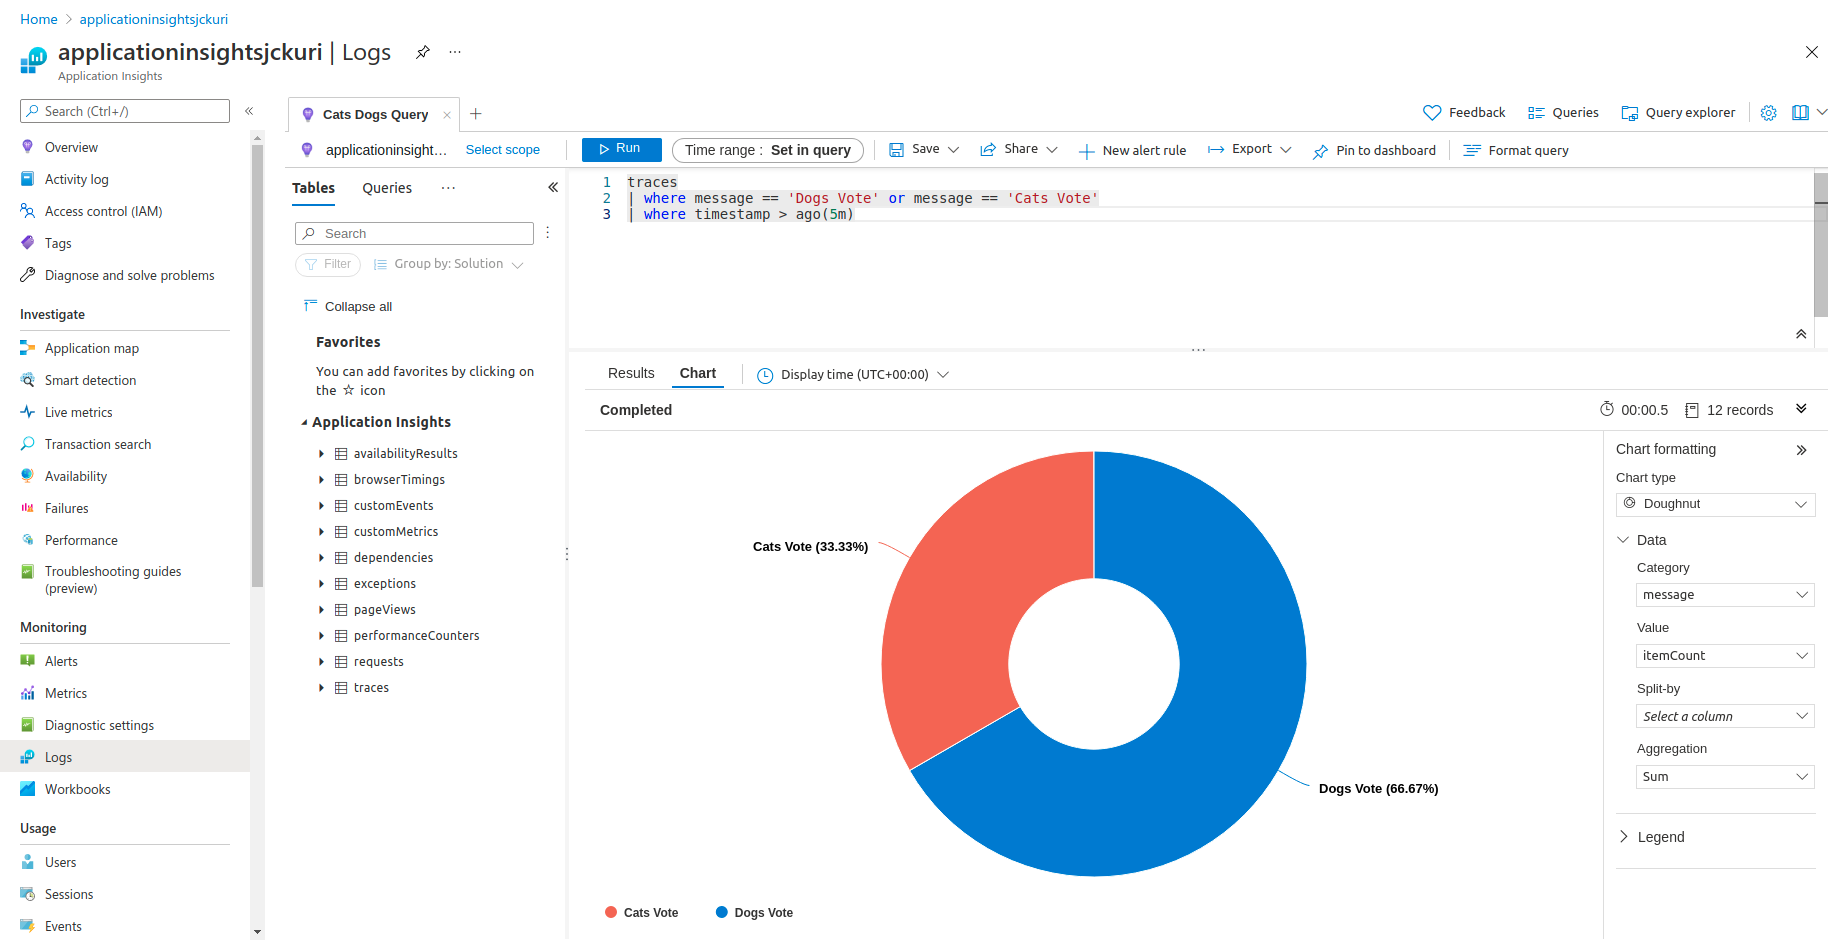 Home > applicationinsightsjckuri
applicationinsightsjckuri | Logs ...
Application Insights
Search (Ctrl+/)
Overview
Activity log
Access control (IAM)
Tags
Diagnose and solve problems
Investigate
Application map
Smart detection
Live metrics
Transaction search
Availability
Failures
Performance
Troubleshooting guides
(preview)
Monitoring
Alerts
Metrics
Diagnostic settings
Logs
Workbooks
Usage
Users
Sessions
Events
Cats Dogs Query
Feedback
Queries
Query explorer
applicationinsight...
Select scope
Run
Time range : Set in query
Save
Share
New alert rule
Export
Pin to dashboard
Format query
Tables
Queries
...
Search
Filter
Group by: Solution
Collapse all
Favorites
You can add favorites by clicking on
the ☆ icon
Application Insights
availabilityResults
browserTimings
customEvents
customMetrics
dependencies
exceptions
pageViews
performanceCounters
requests
traces
1 traces
2 | where message == 'Dogs Vote' or message == 'Cats Vote'
3 | where timestamp > ago(5m)
Results
Chart
Display time (UTC+00:00)
Completed
00:00.5
12 records
Cats Vote (33.33%)
Dogs Vote (66.67%)
Cats Vote
Dogs Vote
Chart formatting
Chart type
Doughnut
Data
Category
message
Value
itemCount
Split-by
Select a column
Aggregation
Sum
Legend